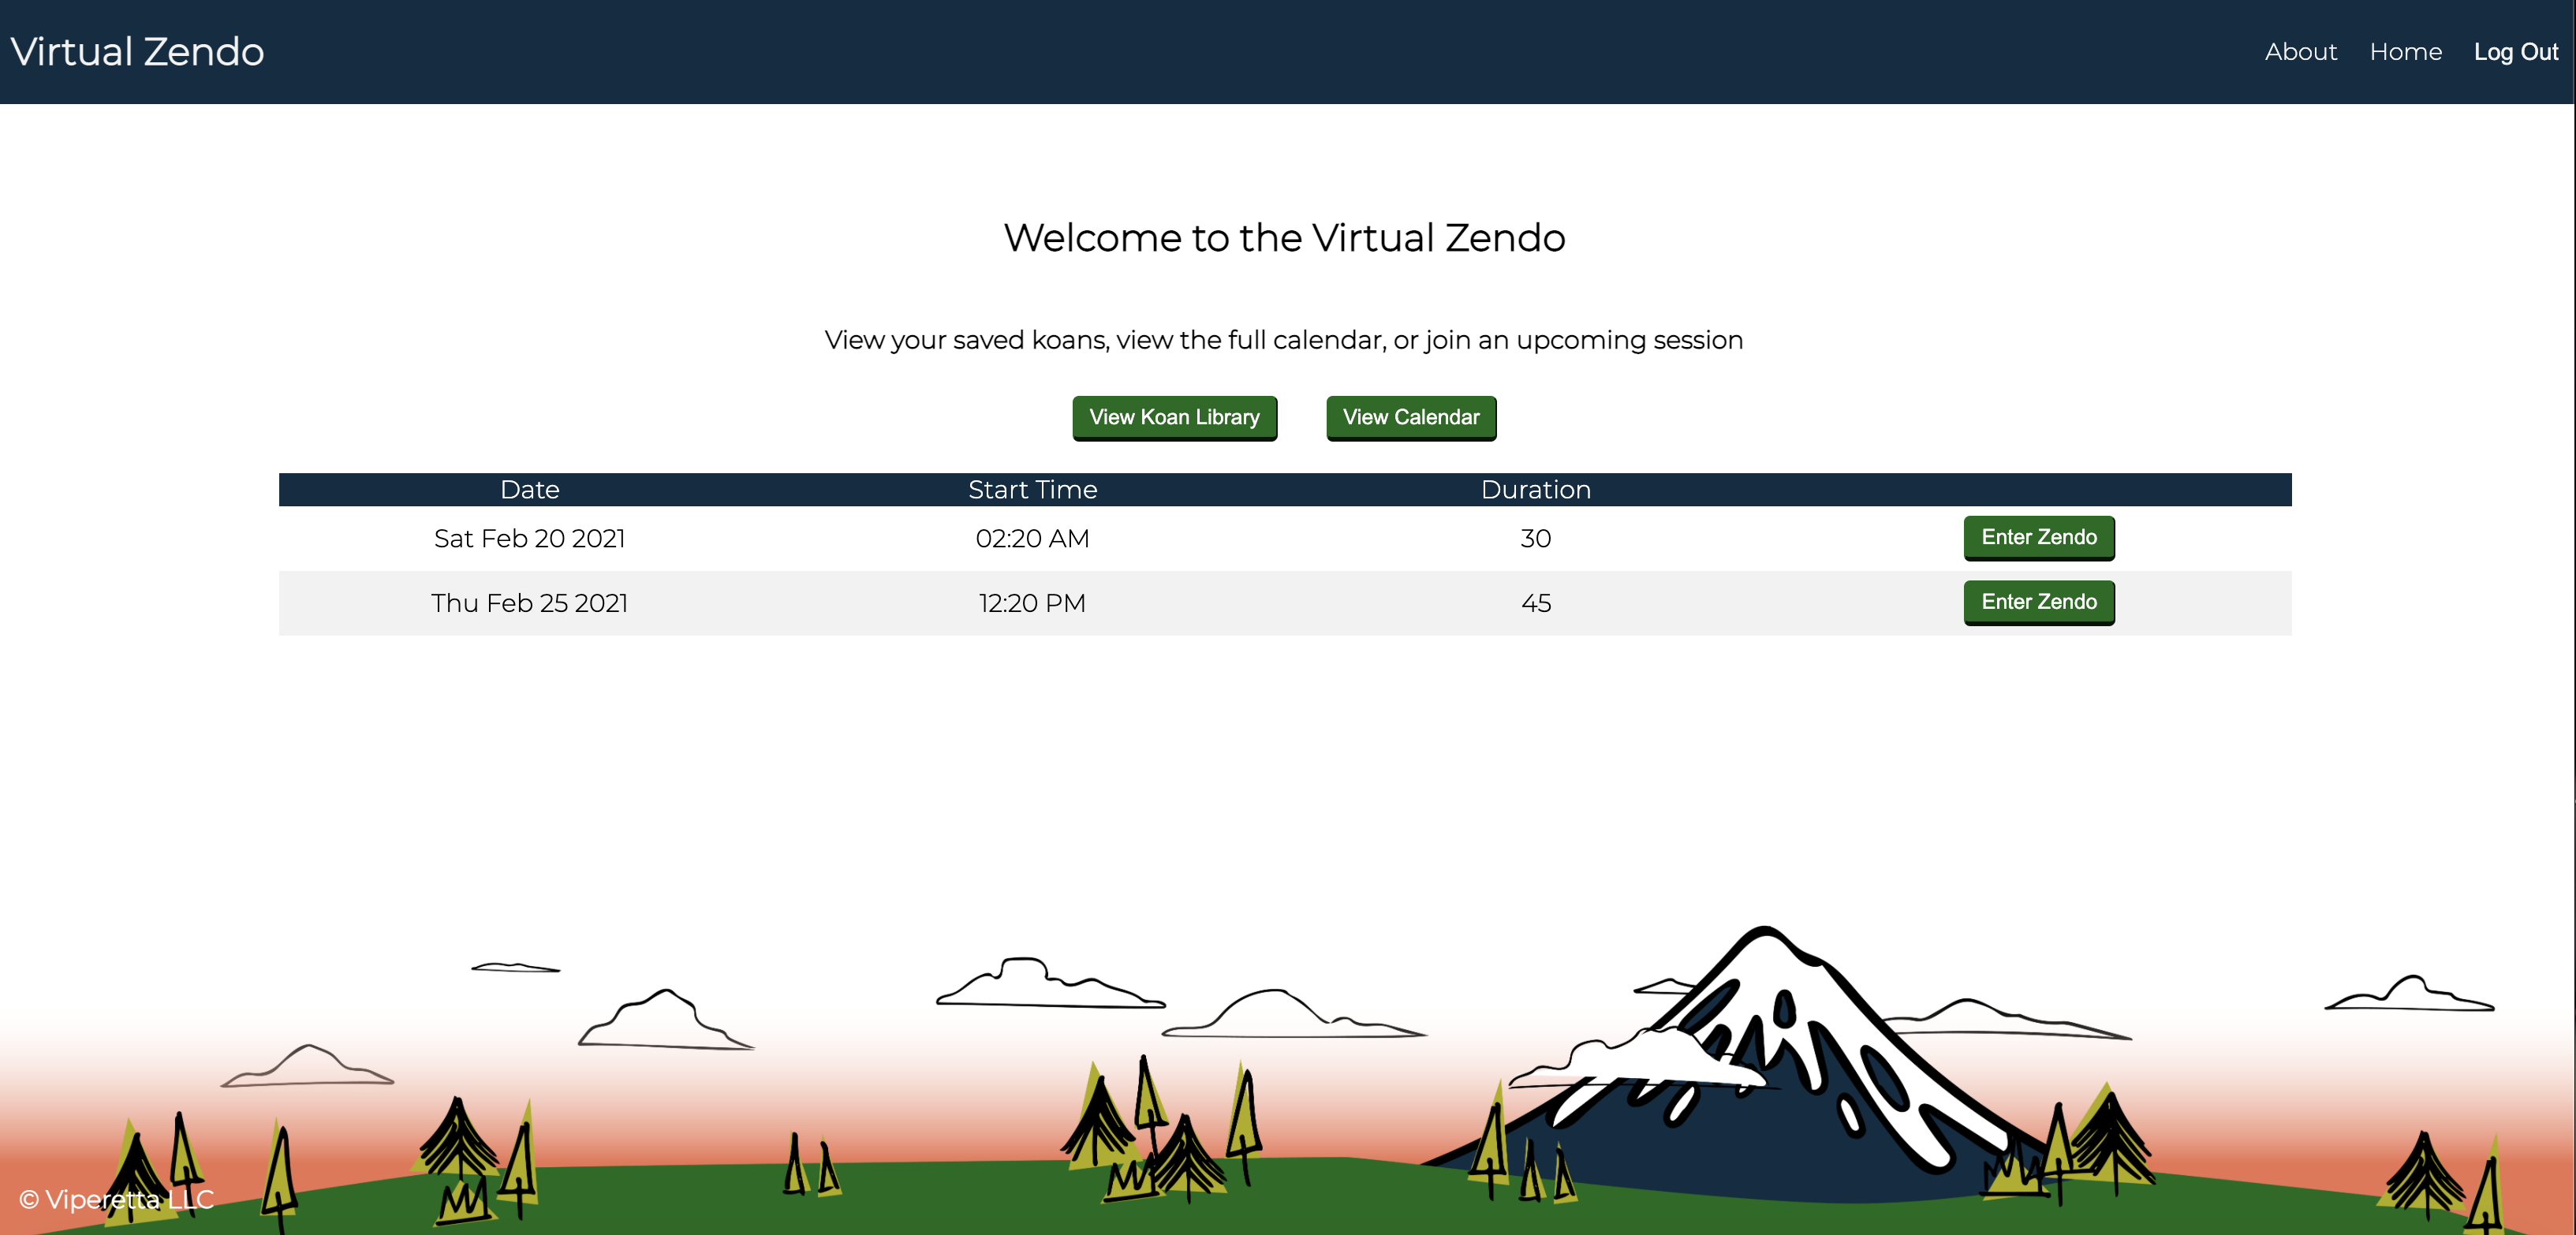 Virtual Zendo
About Home Log Out
Welcome to the Virtual Zendo
View your saved koans, view the full calendar, or join an upcoming session
View Koan Library View Calendar
Date Start Time Duration
Sat Feb 20 2021 02:20 AM 30 Enter Zendo
Thu Feb 25 2021 12:20 PM 45 Enter Zendo
© Viperetta LLC